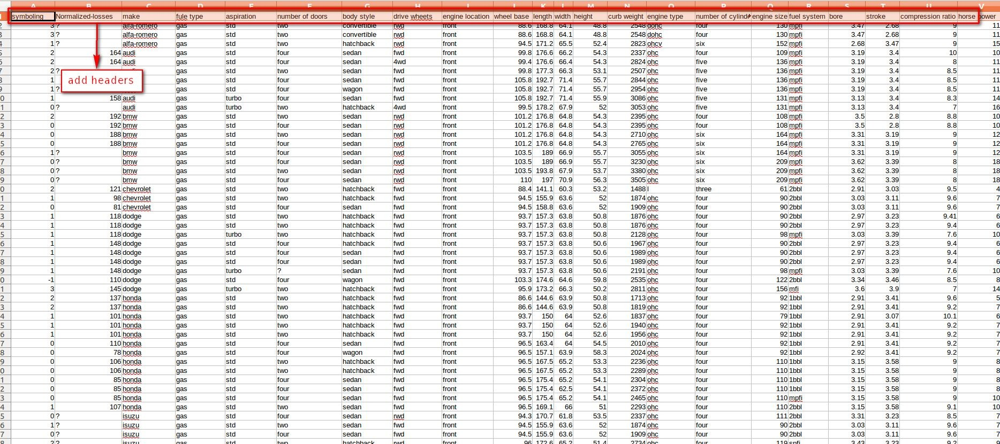 A B C D E F G H I J K L M N O P Q R S T U V
symboling Normalized-losses make fule type aspiration number of doors body style drive wheets engine location wheel base length width height curb weight engine type number of cylinde engine size fuel system bore stroke compression ratio horse power
2 3 ? alfa-romero gas std two convertible rwd front 88.6 168.8 64.1 48.8 2548 dohc four 130 mpfi 3.47 2.68 9 11
3 3 ? alfa-romero gas std two convertible rwd front 88.6 168.8 64.1 48.8 2548 dohc four 130 mpfi 3.47 2.68 9 11
4 1 ? alfa-romero gas std two hatchback rwd front 94.5 171.2 65.5 52.4 2823 ohcv six 152 mpfi 2.68 3.47 9 15
5 2 164 audi gas std four sedan fwd front 99.8 176.6 66.2 54.3 2337 ohc four 109 mpfi 3.19 3.4 10 10
6 2 164 audi gas std four sedan 4wd front 99.4 176.6 66.4 54.3 2824 ohc five 136 mpfi 3.19 3.4 8 11
7 2 ? gas std two sedan fwd front 99.8 177.3 66.3 53.1 2507 ohc five 136 mpfi 3.19 3.4 8.5 11
add headers
8 1 gas std four sedan fwd front 105.8 192.7 71.4 55.7 2844 ohc five 136 mpfi 3.19 3.4 8.5 11
9 1 ? gas std four wagon fwd front 105.8 192.7 71.4 55.7 2954 ohc five 136 mpfi 3.19 3.4 8.5 11
0 1 158 audi gas turbo four sedan fwd front 105.8 192.7 71.4 55.9 3086 ohc five 131 mpfi 3.13 3.4 8.3 14
1 0 ? audi gas turbo two hatchback 4wd front 99.5 178.2 67.9 52 3053 ohc five 131 mpfi 3.13 3.4 7 16
2 2 192 bmw gas std two sedan rwd front 101.2 176.8 64.8 54.3 2395 ohc four 108 mpfi 3.5 2.8 8.8 10
3 0 192 bmw gas std four sedan rwd front 101.2 176.8 64.8 54.3 2395 ohc four 108 mpfi 3.5 2.8 8.8 10
4 0 188 bmw gas std two sedan rwd front 101.2 176.8 64.8 54.3 2710 ohc six 164 mpfi 3.31 3.19 9 12
5 0 188 bmw gas std four sedan rwd front 101.2 176.8 64.8 54.3 2765 ohc six 164 mpfi 3.31 3.19 9 12
6 1 ? bmw gas std four sedan rwd front 103.5 189 66.9 55.7 3055 ohc six 164 mpfi 3.31 3.19 9 12
7 0 ? bmw gas std four sedan rwd front 103.5 189 66.9 55.7 3230 ohc six 209 mpfi 3.62 3.39 8 18
8 0 ? bmw gas std two sedan rwd front 103.5 193.8 67.9 53.7 3380 ohc six 209 mpfi 3.62 3.39 8 18
9 0 ? bmw gas std four sedan rwd front 110 197 70.9 56.3 3505 ohc six 209 mpfi 3.62 3.39 8 18
0 2 121 chevrolet gas std two hatchback fwd front 88.4 141.1 60.3 53.2 1488 l three 61 2bbl 2.91 3.03 9.5 4
1 1 98 chevrolet gas std two hatchback fwd front 94.5 155.9 63.6 52 1874 ohc four 90 2bbl 3.03 3.11 9.6 7
2 0 81 chevrolet gas std four sedan fwd front 94.5 158.8 63.6 52 1909 ohc four 90 2bbl 3.03 3.11 9.6 7
3 1 118 dodge gas std two hatchback fwd front 93.7 157.3 63.8 50.8 1876 ohc four 90 2bbl 2.97 3.23 9.41 6
4 1 118 dodge gas std two hatchback fwd front 93.7 157.3 63.8 50.8 1876 ohc four 90 2bbl 2.97 3.23 9.4 6
5 1 118 dodge gas turbo two hatchback fwd front 93.7 157.3 63.8 50.8 2128 ohc four 98 mpfi 3.03 3.39 7.6 10
6 1 148 dodge gas std four hatchback fwd front 93.7 157.3 63.8 50.6 1967 ohc four 90 2bbl 2.97 3.23 9.4 6
7 1 148 dodge gas std four sedan fwd front 93.7 157.3 63.8 50.6 1989 ohc four 90 2bbl 2.97 3.23 9.4 6
8 1 148 dodge gas std four sedan fwd front 93.7 157.3 63.8 50.6 1989 ohc four 90 2bbl 2.97 3.23 9.4 6
9 1 148 dodge gas turbo ? sedan fwd front 93.7 157.3 63.8 50.6 2191 ohc four 98 mpfi 3.03 3.39 7.6 10
0 -1 110 dodge gas std four wagon fwd front 103.3 174.6 64.6 59.8 2535 ohc four 122 2bbl 3.34 3.46 8.5 8
1 3 145 dodge gas turbo two hatchback fwd front 95.9 173.2 66.3 50.2 2811 ohc four 156 mfi 3.6 3.9 7 14
2 2 137 honda gas std two hatchback fwd front 86.6 144.6 63.9 50.8 1713 ohc four 92 1bbl 2.91 3.41 9.6 5
3 2 137 honda gas std two hatchback fwd front 86.6 144.6 63.9 50.8 1819 ohc four 92 1bbl 2.91 3.41 9.2 7
4 1 101 honda gas std two hatchback fwd front 93.7 150 64 52.6 1837 ohc four 79 1bbl 2.91 3.07 10.1 6
5 1 101 honda gas std two hatchback fwd front 93.7 150 64 52.6 1940 ohc four 92 1bbl 2.91 3.41 9.2 7
6 1 101 honda gas std two hatchback fwd front 93.7 150 64 52.6 1956 ohc four 92 1bbl 2.91 3.41 9.2 7
7 0 110 honda gas std four sedan fwd front 96.5 163.4 64 54.5 2010 ohc four 92 1bbl 2.91 3.41 9.2 7
8 0 78 honda gas std four wagon fwd front 96.5 157.1 63.9 58.3 2024 ohc four 92 1bbl 2.92 3.41 9.2 7
9 0 106 honda gas std two hatchback fwd front 96.5 167.5 65.2 53.3 2236 ohc four 110 1bbl 3.15 3.58 9 8
0 0 106 honda gas std two hatchback fwd front 96.5 167.5 65.2 53.3 2289 ohc four 110 1bbl 3.15 3.58 9 8
1 0 85 honda gas std four sedan fwd front 96.5 175.4 65.2 54.1 2304 ohc four 110 1bbl 3.15 3.58 9 8
2 0 85 honda gas std four sedan fwd front 96.5 175.4 62.5 54.1 2372 ohc four 110 1bbl 3.15 3.58 9 8
3 0 85 honda gas std four sedan fwd front 96.5 175.4 65.2 54.1 2465 ohc four 110 mpfi 3.15 3.58 9 10
4 1 107 honda gas std two sedan fwd front 96.5 169.1 66 51 2293 ohc four 110 2bbl 3.15 3.58 9.1 10
5 0 ? isuzu gas std four sedan rwd front 94.3 170.7 61.8 53.5 2337 ohc four 111 2bbl 3.31 3.23 8.5 7
6 1 ? isuzu gas std two sedan fwd front 94.5 155.9 63.6 52 1874 ohc four 90 2bbl 3.03 3.11 9.6 7
7 0 ? isuzu gas std four sedan fwd front 94.5 155.9 63.6 52 1909 ohc four 90 2bbl 3.03 3.11 9.6 7
8 2 ? isuzu gas std two hatchback rwd front 96 172.6 65.2 51.4 2734 ohc four 119 spfi 3.43 3.23 9.2 9